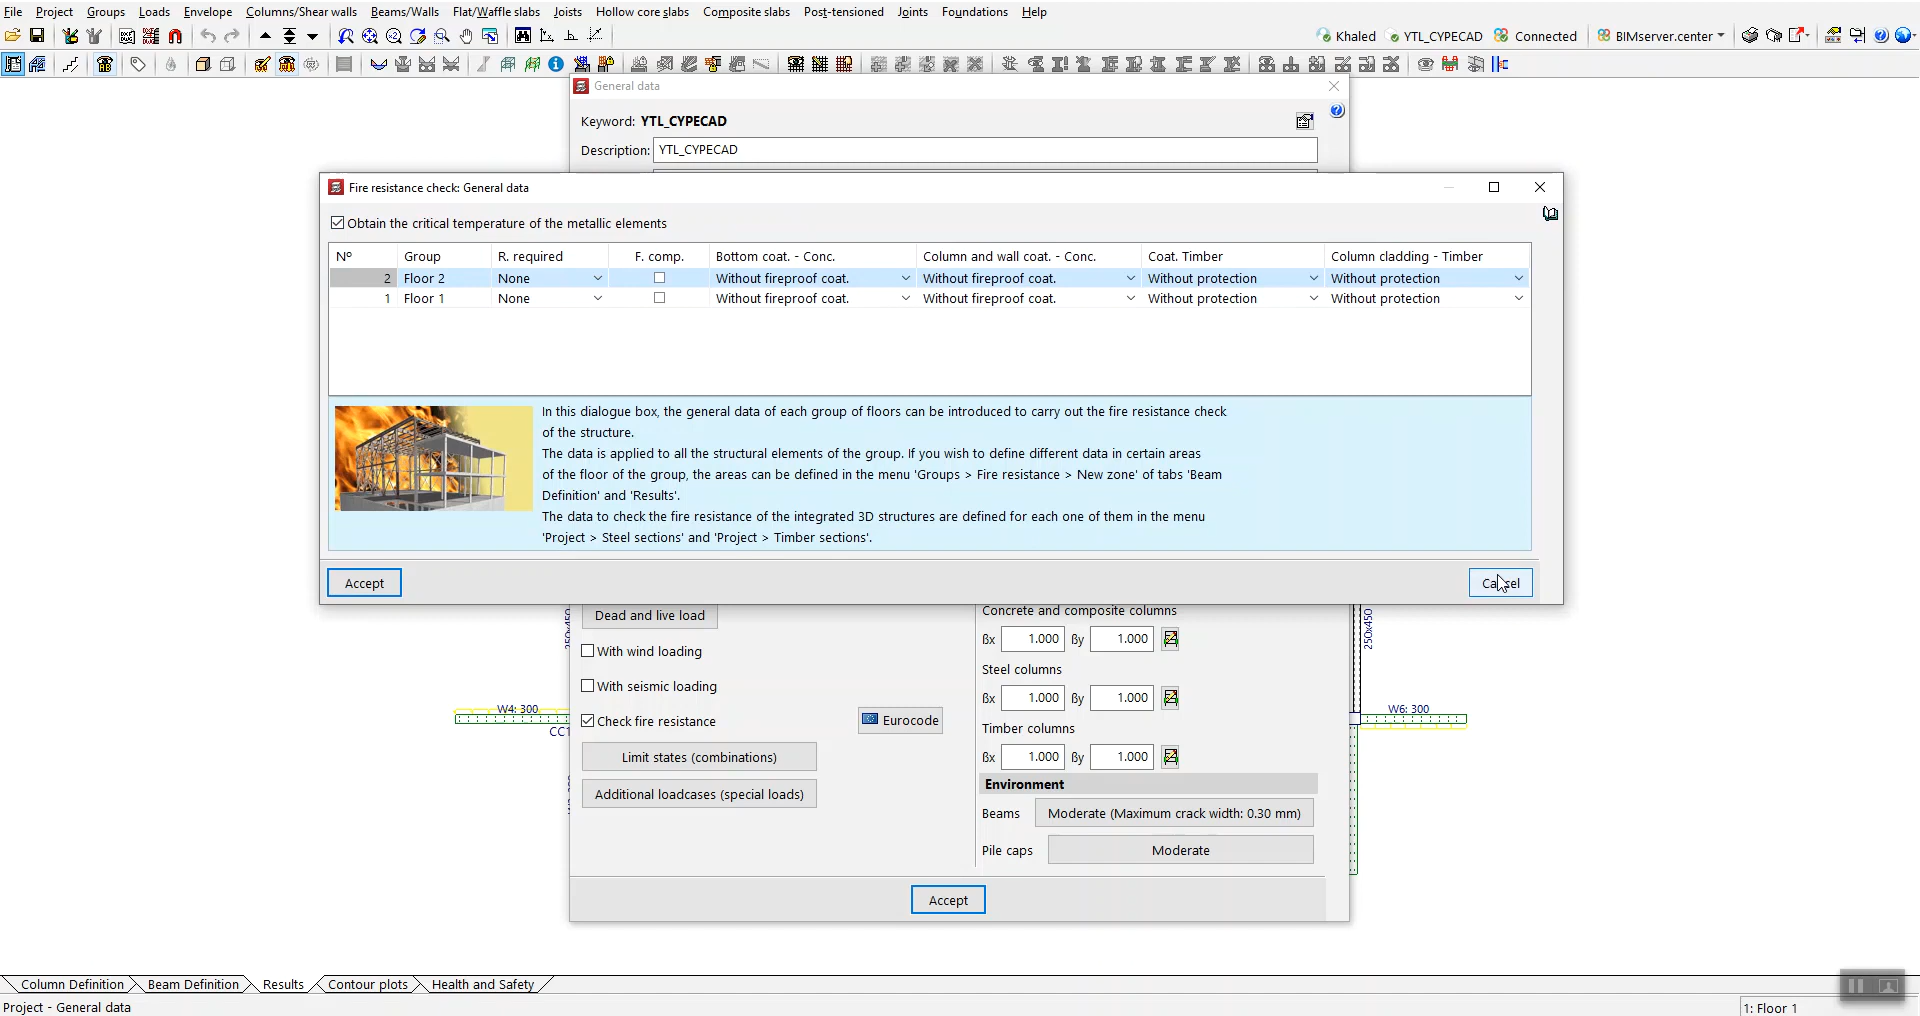 File Project Groups Loads Envelope Columns/Shear walls Beams/Walls Flat/Waffle slabs Joists Hollow core slabs Composite slabs Post-tensioned Joints Foundations Help
Khaled YTL_CYPECAD Connected BIMserver.center
General data
Keyword: YTL_CYPECAD
Description: YTL_CYPECAD
Fire resistance check: General data
Obtain the critical temperature of the metallic elements
Nº Group R. required F. comp. Bottom coat. - Conc. Column and wall coat. - Conc. Coat. Timber Column cladding - Timber
2 Floor 2 None Without fireproof coat. Without fireproof coat. Without protection Without protection
1 Floor 1 None Without fireproof coat. Without fireproof coat. Without protection Without protection
In this dialogue box, the general data of each group of floors can be introduced to carry out the fire resistance check
of the structure.
The data is applied to all the structural elements of the group. If you wish to define different data in certain areas
of the floor of the group, the areas can be defined in the menu 'Groups > Fire resistance > New zone' of tabs 'Beam
Definition' and 'Results'.
The data to check the fire resistance of the integrated 3D structures are defined for each one of them in the menu
'Project > Steel sections' and 'Project > Timber sections'.
Accept Cancel
Dead and live load
With wind loading
With seismic loading
Check fire resistance
Eurocode
Limit states (combinations)
Additional loadcases (special loads)
Concrete and composite columns
ßx 1.000 ßy 1.000
Steel columns
ßx 1.000 ßy 1.000
Timber columns
ßx 1.000 ßy 1.000
Environment
Beams Moderate (Maximum crack width: 0.30 mm)
Pile caps Moderate
Accept
W4: 300
CC1
250x450
W6: 300
Column Definition Beam Definition Results Contour plots Health and Safety
Project - General data
1: Floor 1